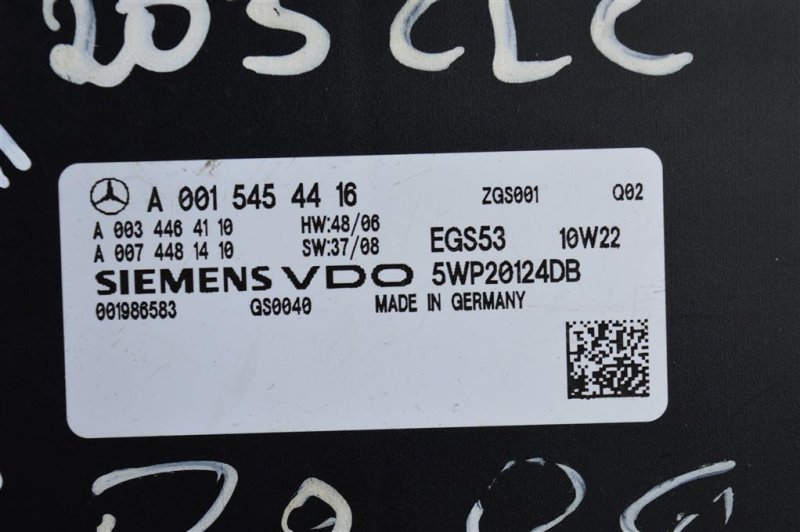 203 CLC
A 001 545 44 16 ZGS001 Q02
A 003 446 41 10 HW:48/06 EGS53 10W22
A 007 448 14 10 SW:37/08
SIEMENS VDO 5WP20124DB
001986583 GS0040 MADE IN GERMANY